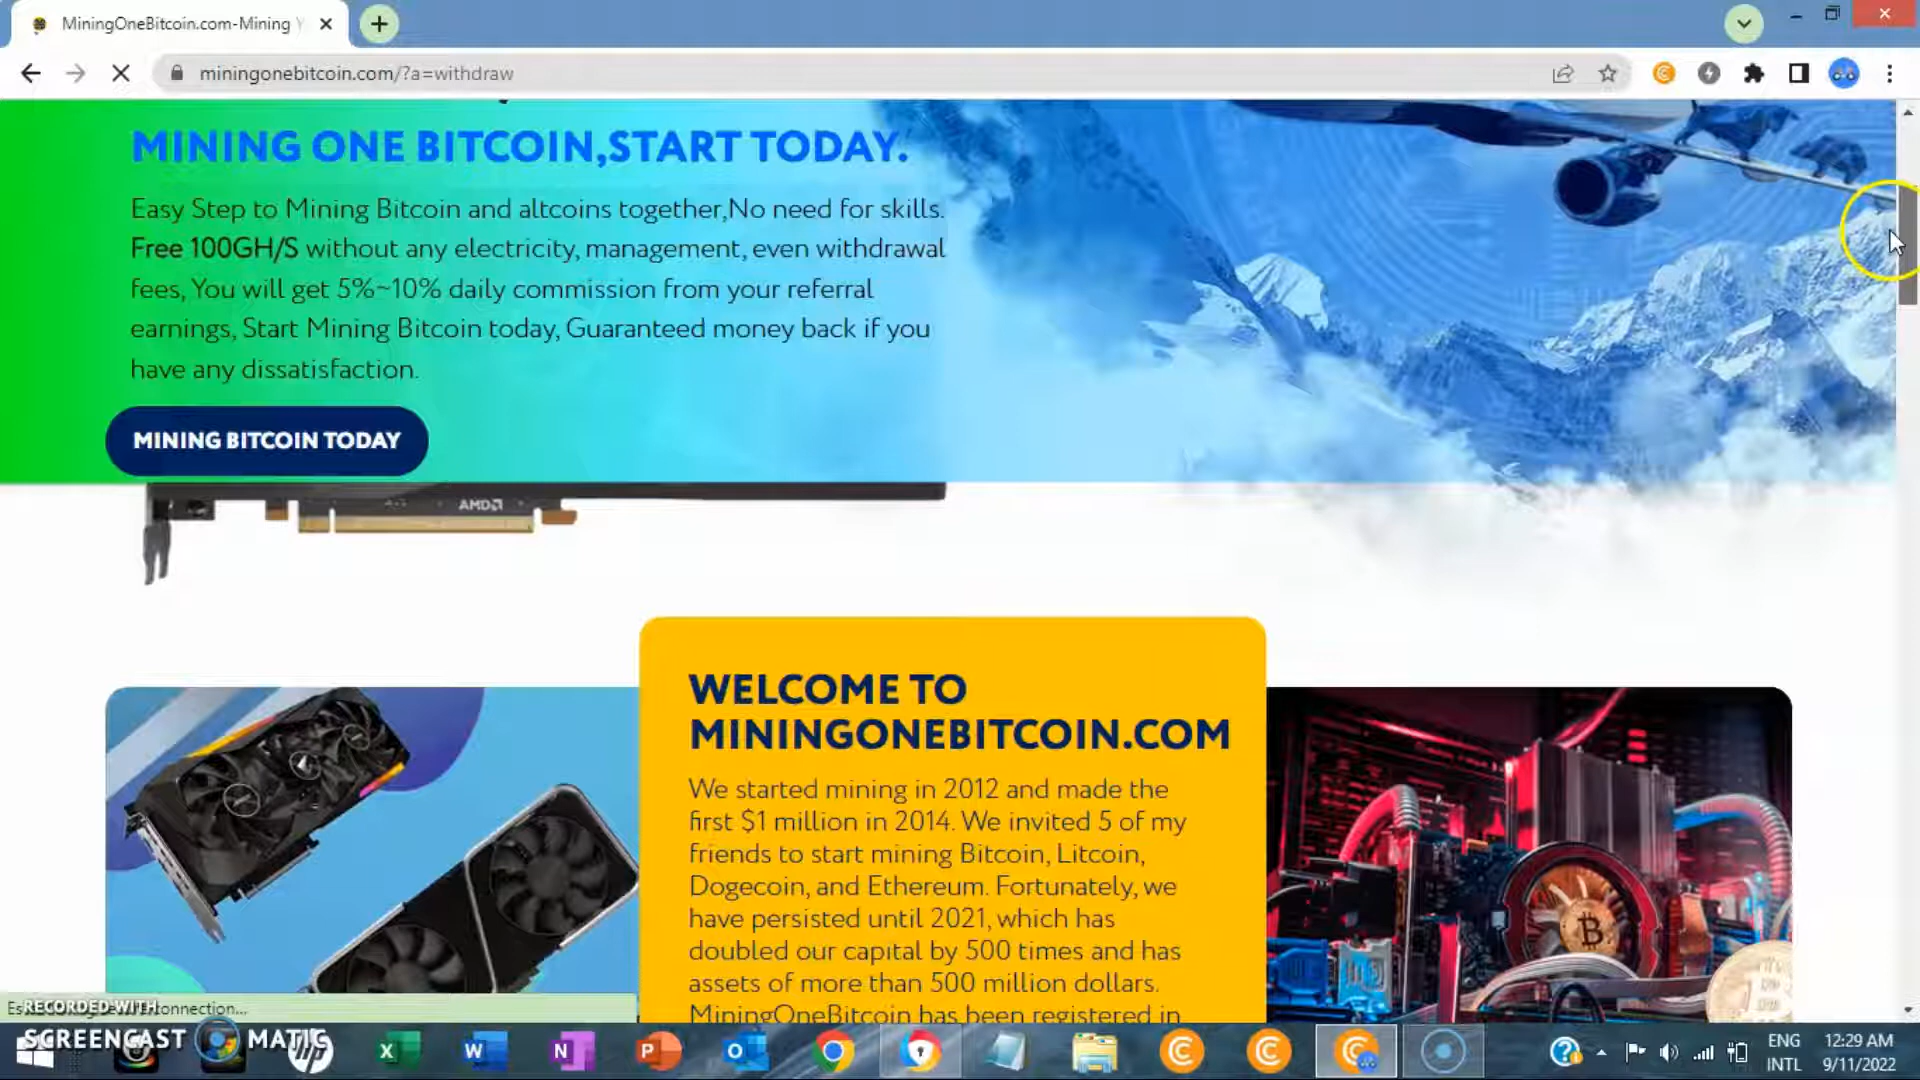 MiningOneBitcoin.com-Mining Y
miningonebitcoin.com/?a=withdraw
MINING ONE BITCOIN,START TODAY.
Easy Step to Mining Bitcoin and altcoins together,No need for skills.
Free 100GH/S without any electricity, management, even withdrawal
fees, You will get 5%~10% daily commission from your referral
earnings, Start Mining Bitcoin today, Guaranteed money back if you
have any dissatisfaction.
MINING BITCOIN TODAY
AMD
WELCOME TO
MININGONEBITCOIN.COM
We started mining in 2012 and made the
first $1 million in 2014. We invited 5 of my
friends to start mining Bitcoin, Litcoin,
Dogecoin, and Ethereum. Fortunately, we
have persisted until 2021, which has
doubled our capital by 500 times and has
assets of more than 500 million dollars.
MiningOneBitcoin has been registered in
RECORDED WITH
connection...
SCREENCAST MATIC
ENG
INTL
12:29 AM
9/11/2022